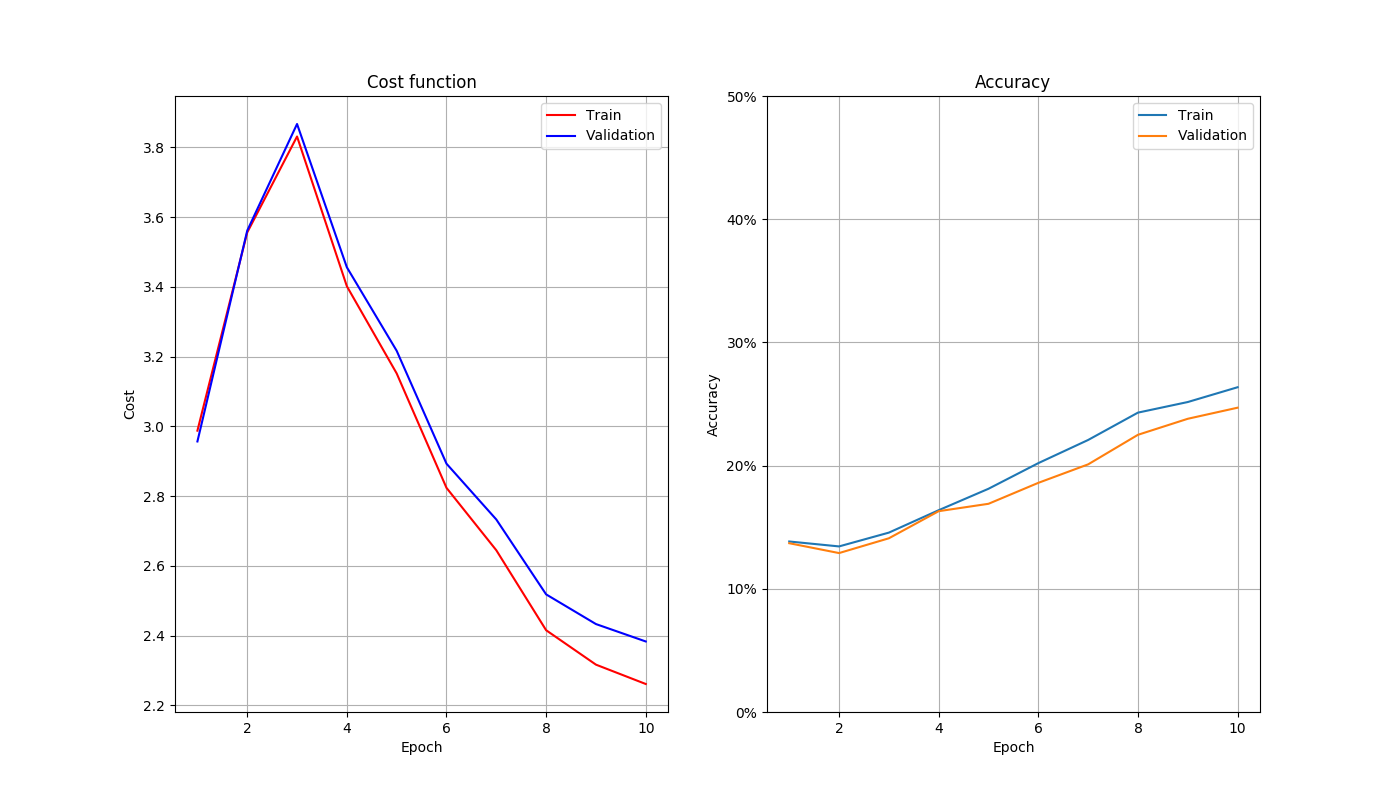 Cost function
Train
Validation
3.8
3.6
3.4
3.2
3.0
2.8
2.6
2.4
2.2
Cost
2 4 6 8 10
Epoch
Accuracy
Train
Validation
50%
40%
30%
20%
10%
0%
Accuracy
2 4 6 8 10
Epoch